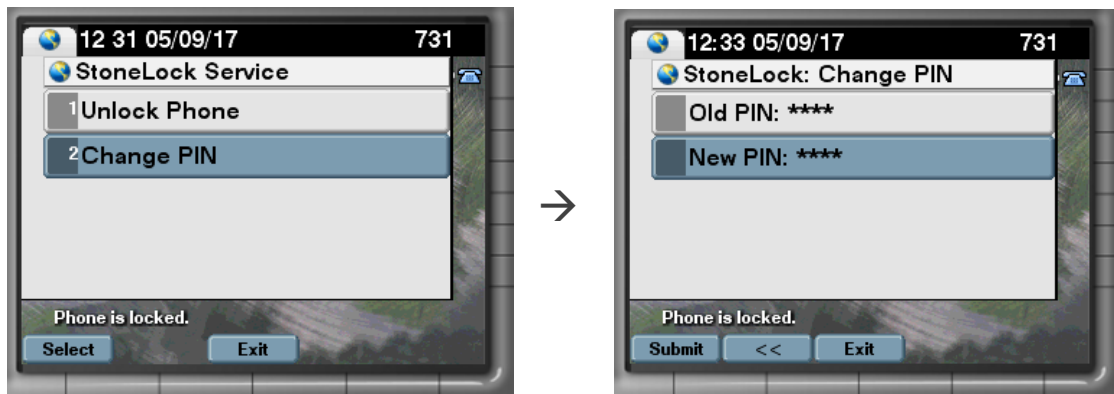 12 31 05/09/17 731
StoneLock Service
1 Unlock Phone
2 Change PIN
Phone is locked.
Select Exit
→
12:33 05/09/17 731
StoneLock: Change PIN
Old PIN: ****
New PIN: ****
Phone is locked.
Submit << Exit